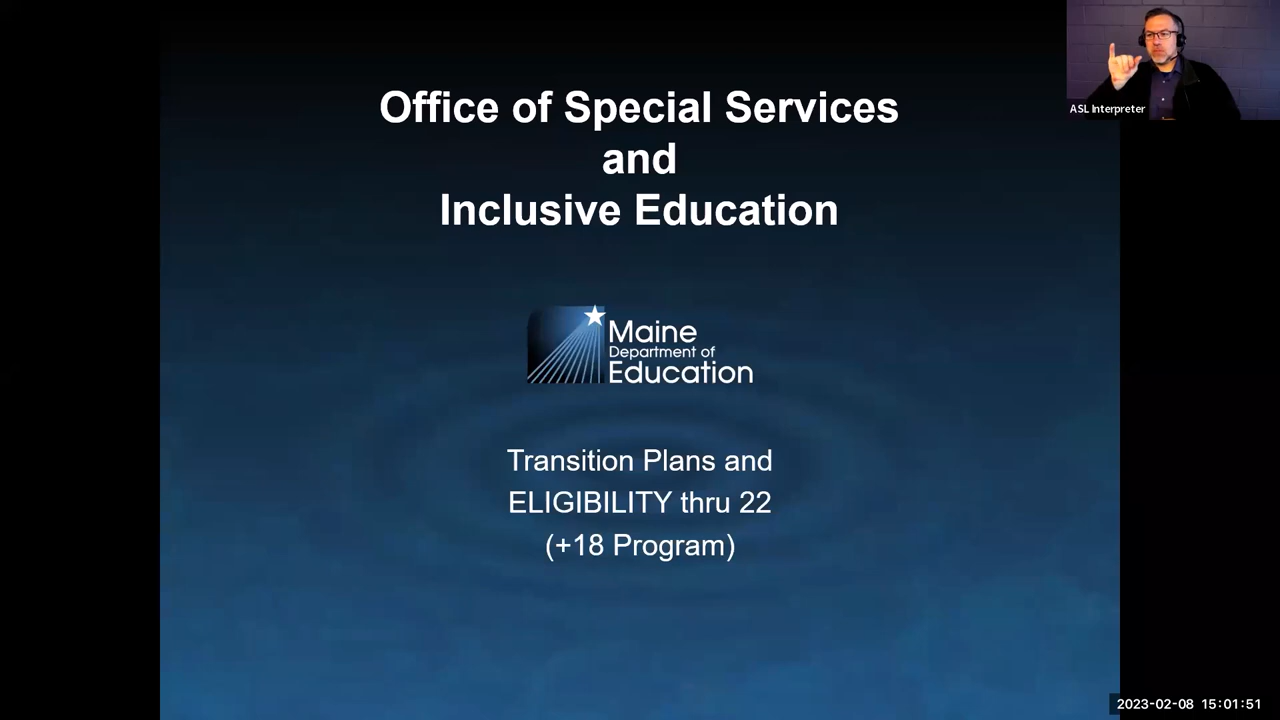 Office of Special Services
and
Inclusive Education
Maine
Department of
Education
Transition Plans and
ELIGIBILITY thru 22
(+18 Program)
ASL Interpreter
2023-02-08 15:01:51